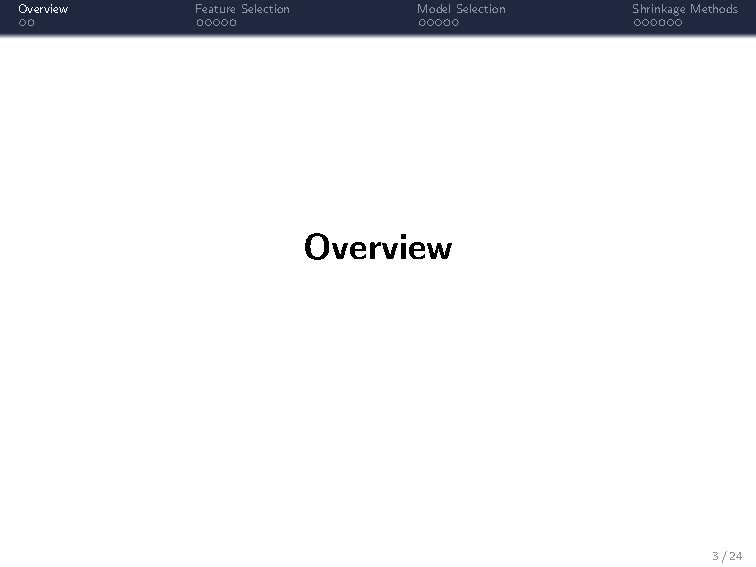 Overview Feature Selection Model Selection Shrinkage Methods
Overview
3 / 24